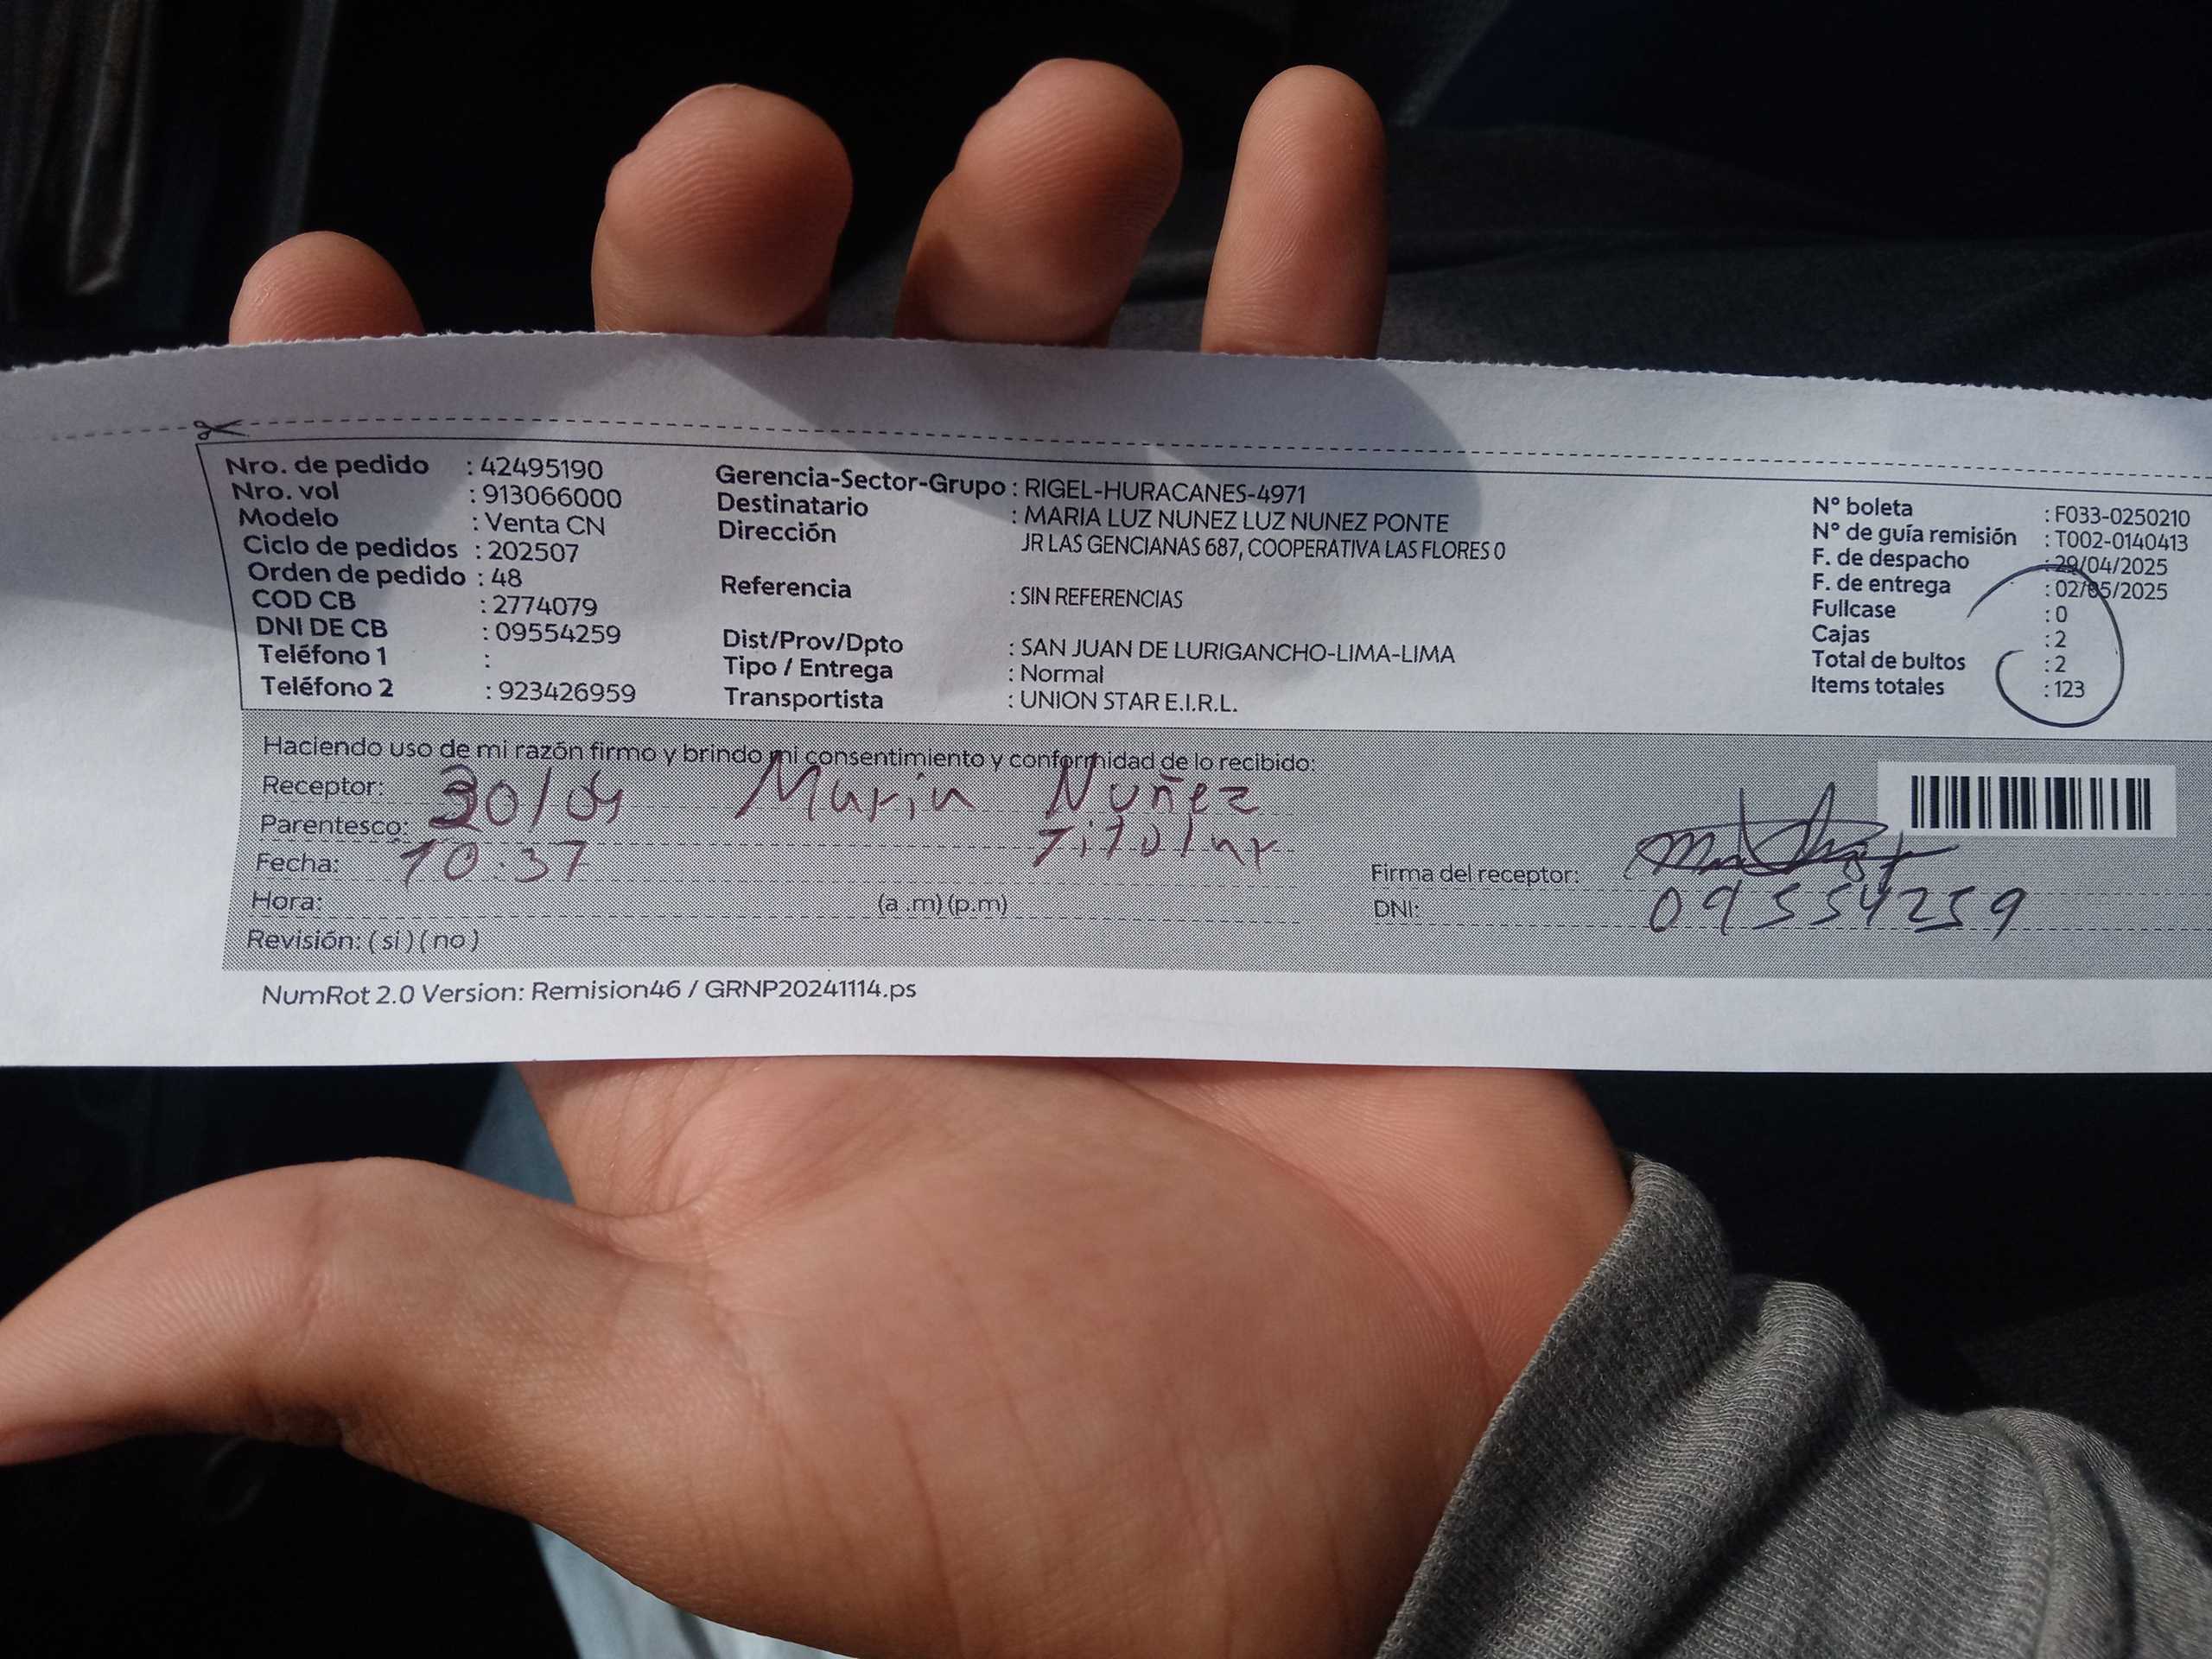 Nro. de pedido : 42495190
Nro. vol : 913066000
Modelo : Venta CN
Ciclo de pedidos : 202507
Orden de pedido : 48
COD CB : 2774079
DNI DE CB : 09554259
Teléfono 1 :
Teléfono 2 : 923426959
Gerencia-Sector-Grupo : RIGEL-HURACANES-4971
Destinatario : MARIA LUZ NUNEZ LUZ NUNEZ PONTE
Dirección JR LAS GENCIANAS 687, COOPERATIVA LAS FLORES 0
Referencia : SIN REFERENCIAS
Dist/Prov/Dpto : SAN JUAN DE LURIGANCHO-LIMA-LIMA
Tipo / Entrega : Normal
Transportista : UNION STAR E.I.R.L.
N° boleta : F033-0250210
N° de guía remisión : T002-0140413
F. de despacho : 29/04/2025
F. de entrega : 02/05/2025
Fullcase : 0
Cajas : 2
Total de bultos : 2
Items totales : 123
Haciendo uso de mi razón firmo y brindo mi consentimiento y conformidad de lo recibido:
Receptor: 30/04 Maria Nuñez
Parentesco: Titular
Fecha: 10:37
Hora: (a .m) (p.m)
Revisión: ( si ) ( no )
Firma del receptor:
DNI: 09554259
NumRot 2.0 Version: Remision46 / GRNP20241114.ps